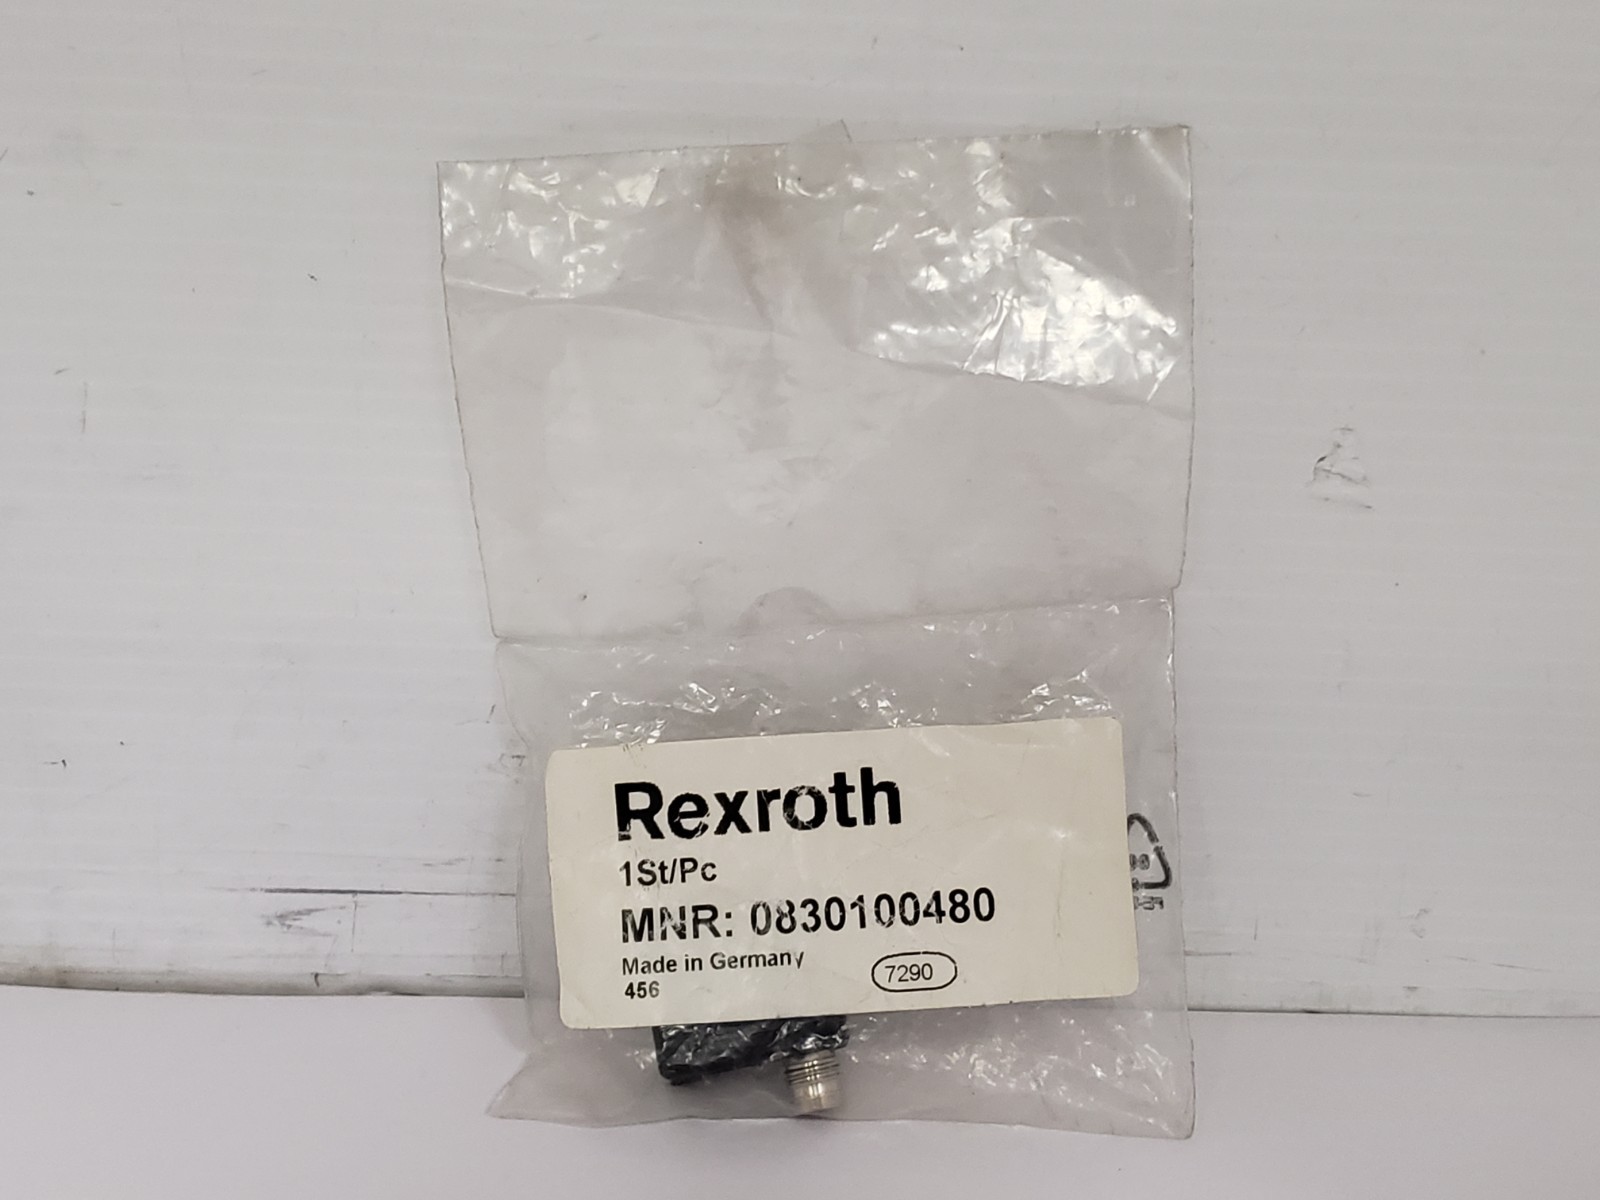 Rexroth
1St/Pc
MNR: 0830100480
Made in Germany
456
7290